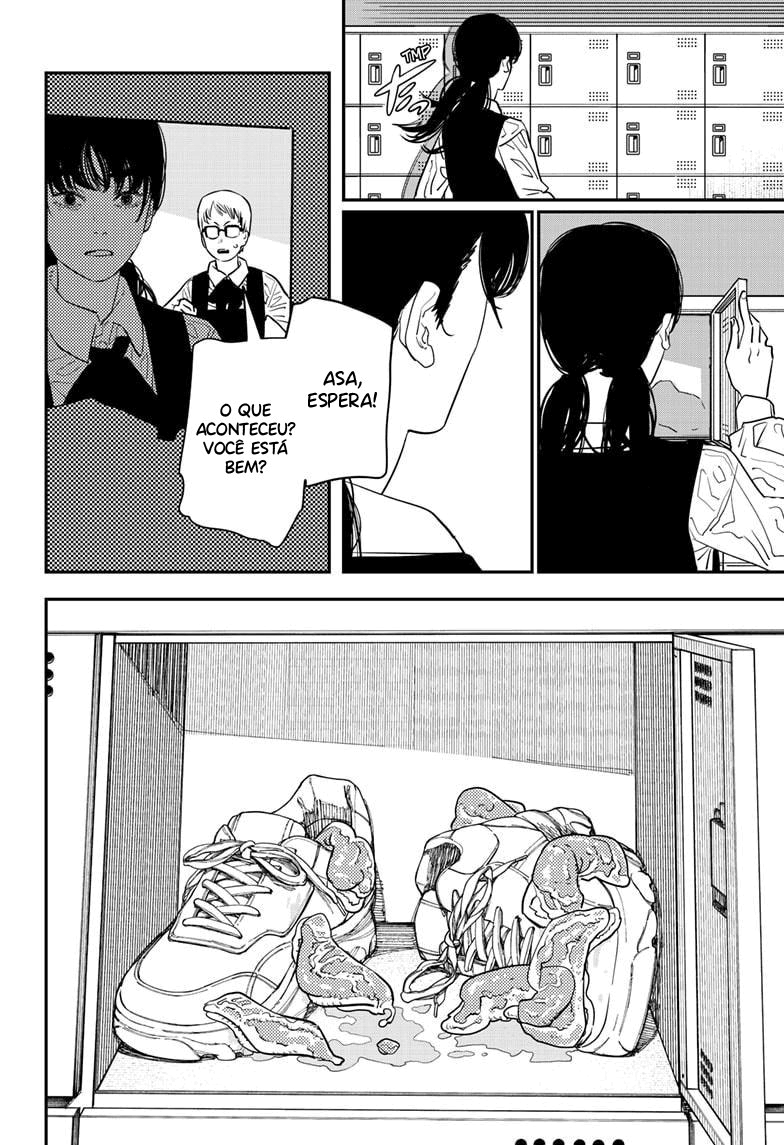 TMP
ASA,
ESPERA!
O QUE
ACONTECEU?
VOCÊ ESTÁ
BEM?